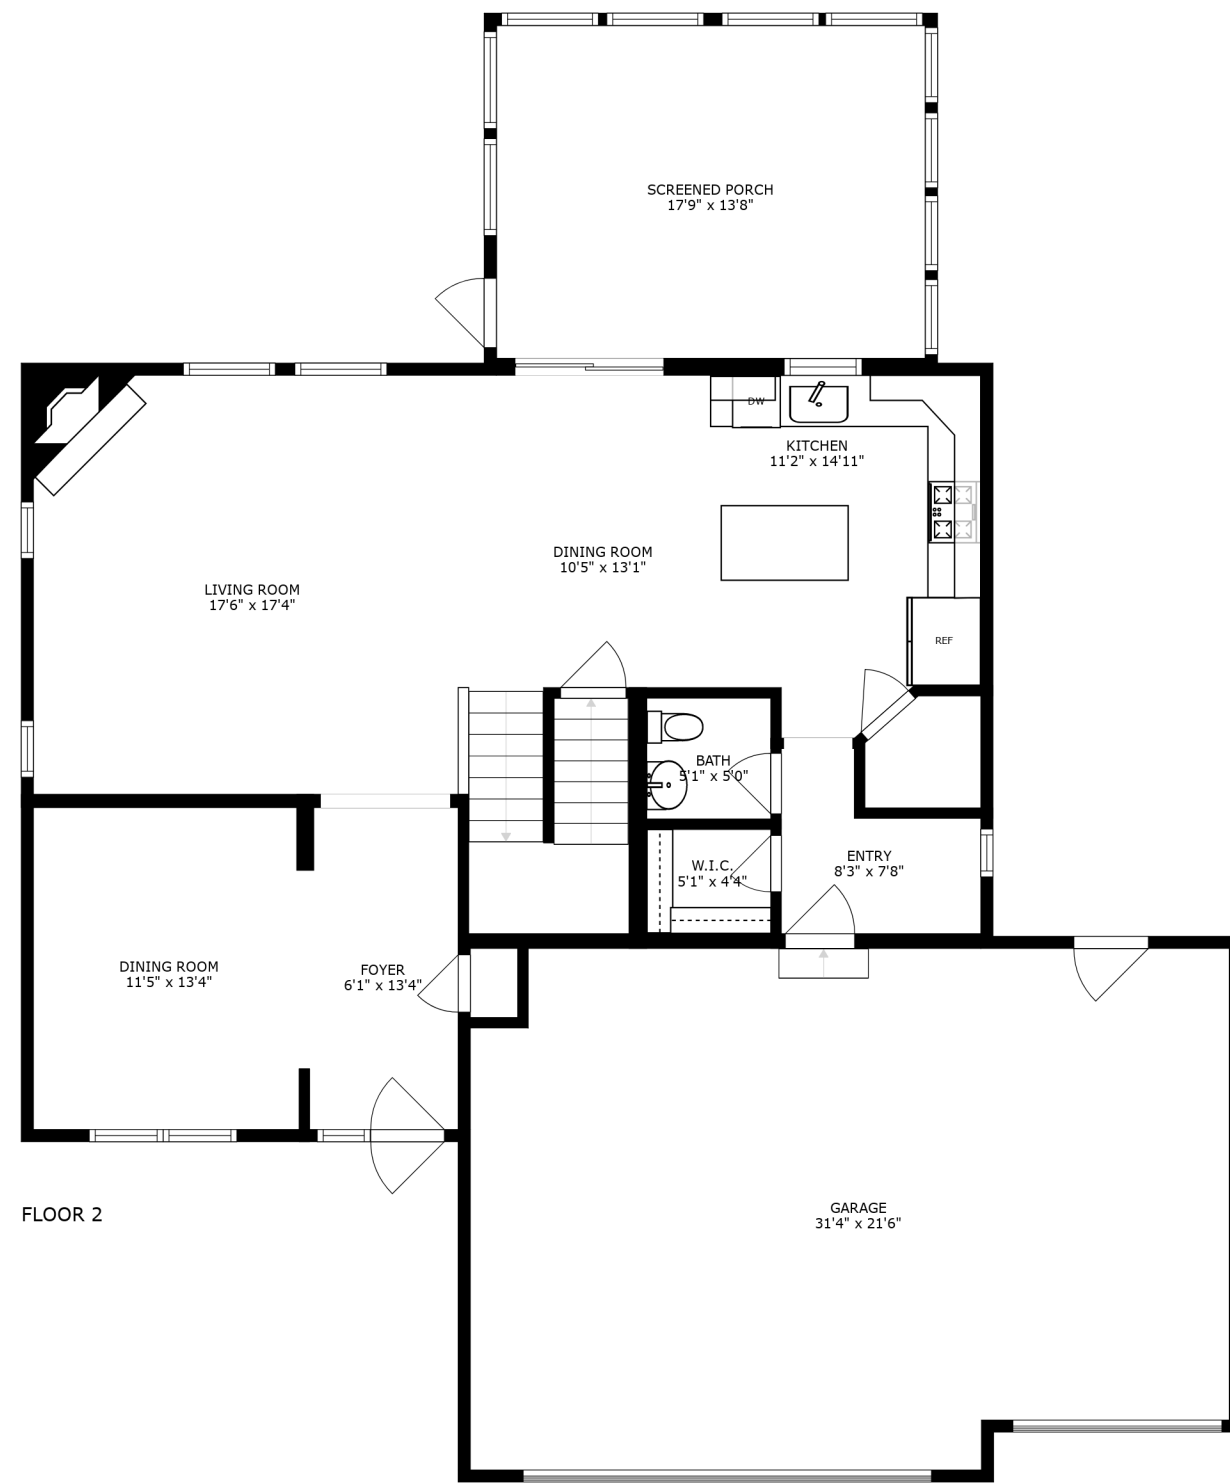 SCREENED PORCH
17'9" x 13'8"
DW
KITCHEN
11'2" x 14'11"
DINING ROOM
10'5" x 13'1"
LIVING ROOM
17'6" x 17'4"
REF
BATH
5'1" x 5'0"
W.I.C.
5'1" x 4'4"
ENTRY
8'3" x 7'8"
DINING ROOM
11'5" x 13'4"
FOYER
6'1" x 13'4"
FLOOR 2
GARAGE
31'4" x 21'6"